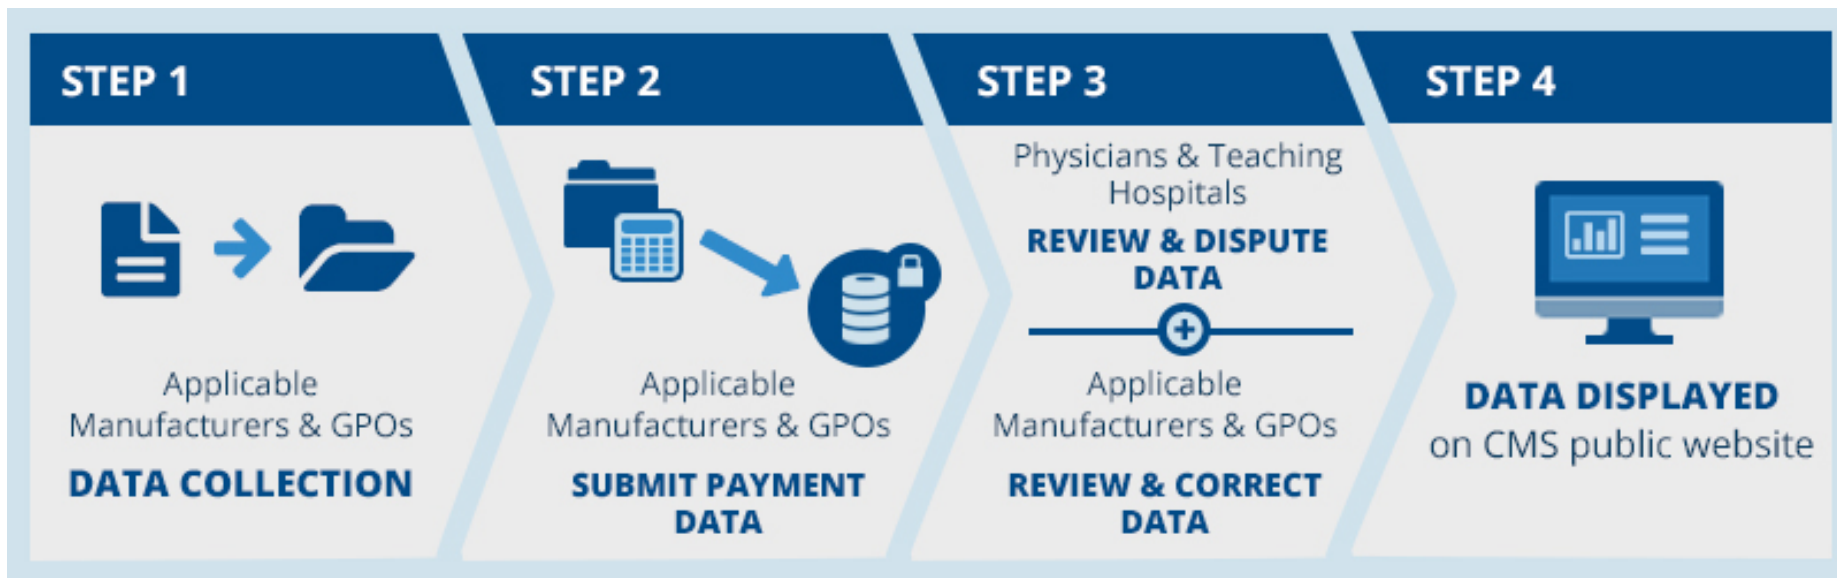 STEP 1
Applicable
Manufacturers & GPOs
DATA COLLECTION
STEP 2
Applicable
Manufacturers & GPOs
SUBMIT PAYMENT
DATA
STEP 3
Physicians & Teaching
Hospitals
REVIEW & DISPUTE
DATA
Applicable
Manufacturers & GPOs
REVIEW & CORRECT
DATA
STEP 4
DATA DISPLAYED
on CMS public website